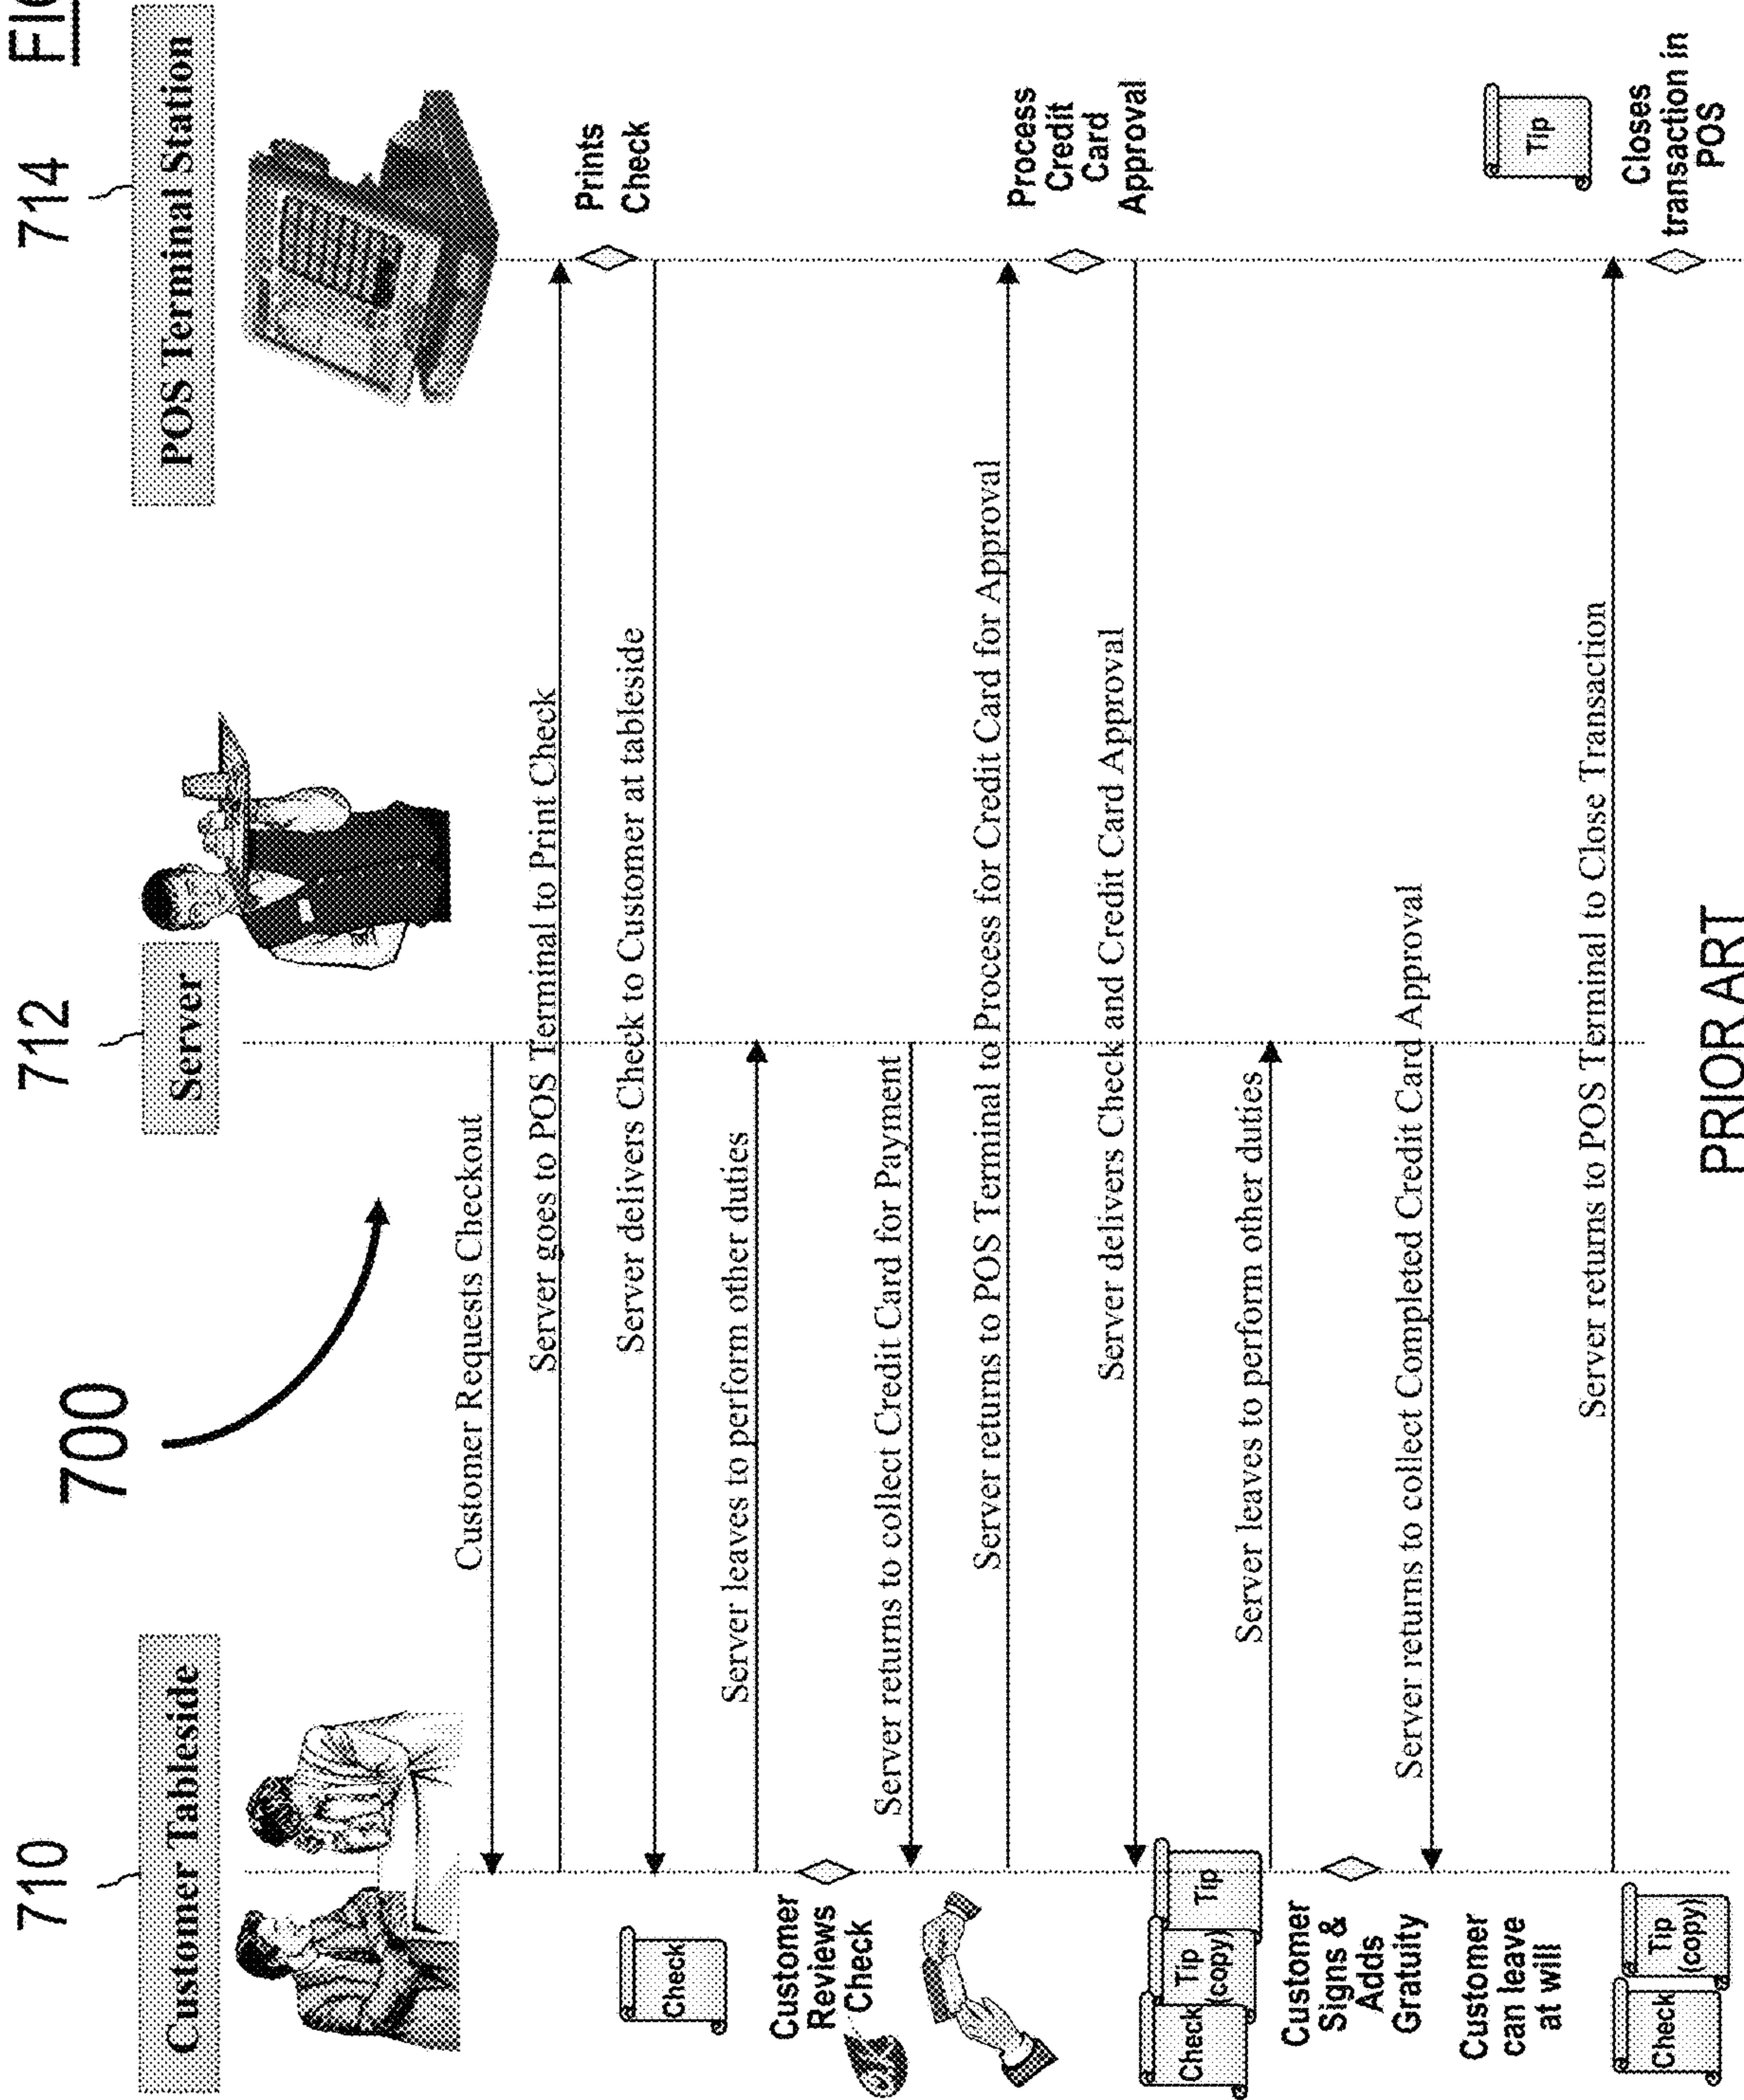 FIG
700
710
712
714
Customer Tableside
Server
POS Terminal Station
Customer Requests Checkout
Server goes to POS Terminal to Print Check
Prints
Check
Server delivers Check to Customer at tableside
Check
Server leaves to perform other duties
Customer
Reviews
Check
Server returns to collect Credit Card for Payment
Server returns to POS Terminal to Process for Credit Card for Approval
Process
Credit
Card
Approval
Server delivers Check and Credit Card Approval
Check
Tip
(copy)
Tip
Server leaves to perform other duties
Customer
Signs &
Adds
Gratuity
Server returns to collect Completed Credit Card Approval
Customer
can leave
at will
Tip
Server returns to POS Terminal to Close Transaction
Check
Tip
(copy)
Closes
transaction in
POS
PRIOR ART